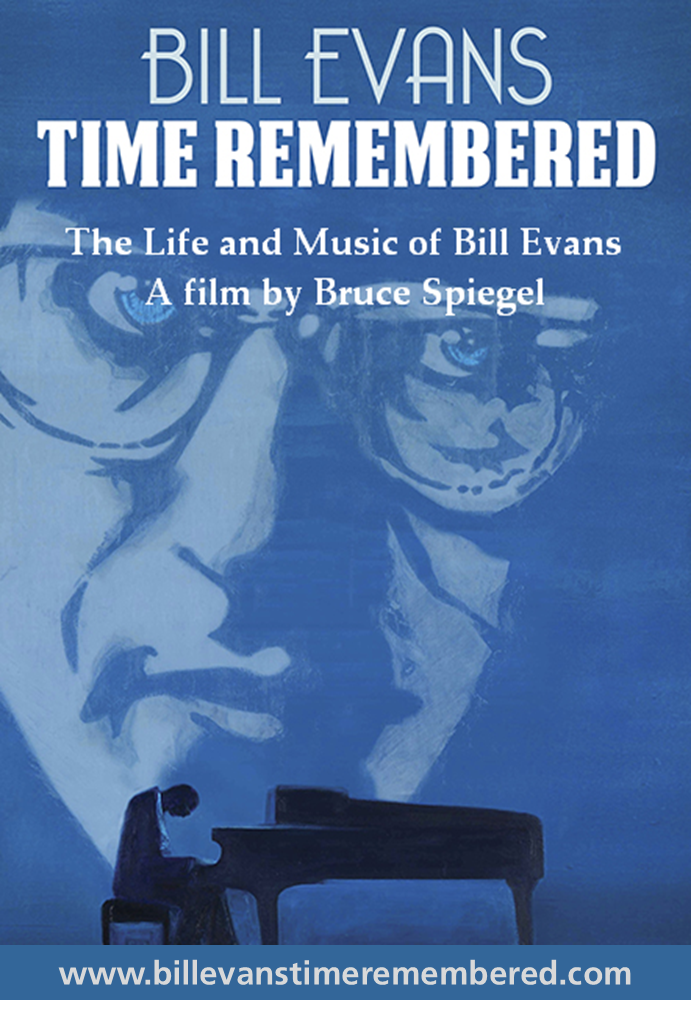 BILL EVANS
TIME REMEMBERED
The Life and Music of Bill Evans
A film by Bruce Spiegel
www.billevanstimeremembered.com